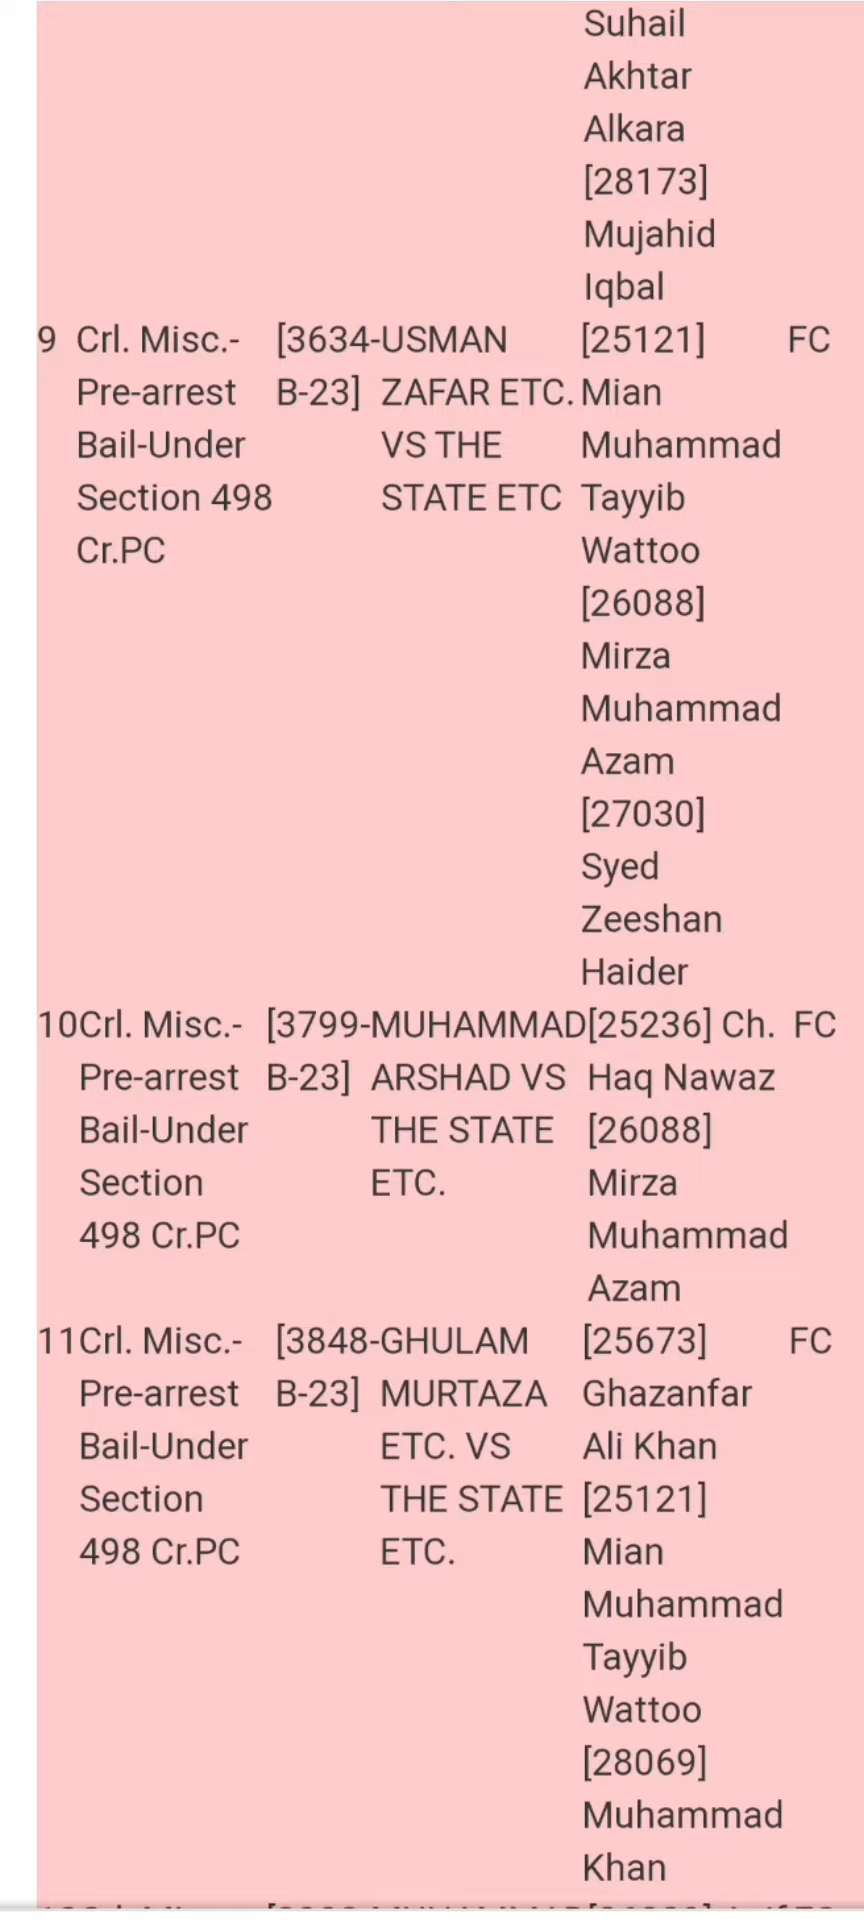 Suhail
Akhtar
Alkara
[28173]
Mujahid
Iqbal
9 Crl. Misc.- [3634- USMAN [25121] FC
Pre-arrest B-23] ZAFAR ETC. Mian
Bail-Under VS THE Muhammad
Section 498 STATE ETC Tayyib
Cr.PC Wattoo
[26088]
Mirza
Muhammad
Azam
[27030]
Syed
Zeeshan
Haider
10 Crl. Misc.- [3799- MUHAMMAD [25236] Ch. FC
Pre-arrest B-23] ARSHAD VS Haq Nawaz
Bail-Under THE STATE [26088]
Section ETC. Mirza
498 Cr.PC Muhammad
Azam
11 Crl. Misc.- [3848- GHULAM [25673] FC
Pre-arrest B-23] MURTAZA Ghazanfar
Bail-Under ETC. VS Ali Khan
Section THE STATE [25121]
498 Cr.PC ETC. Mian
Muhammad
Tayyib
Wattoo
[28069]
Muhammad
Khan